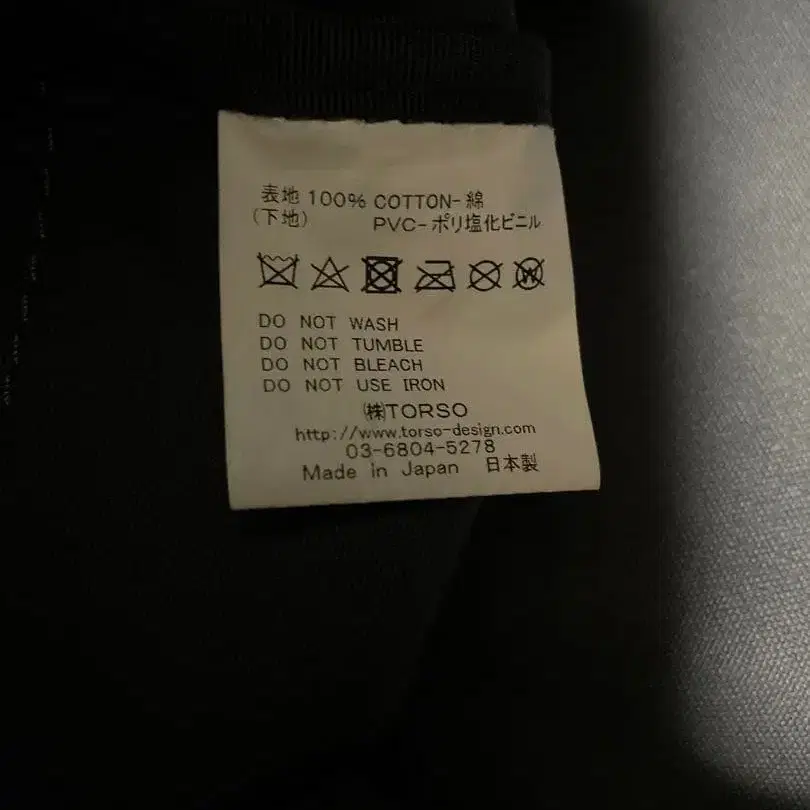 表地 100% COTTON-綿
(下地) PVC-ポリ塩化ビニル
W
DO NOT WASH
DO NOT TUMBLE
DO NOT BLEACH
DO NOT USE IRON
㈱TORSO
http://www.torso-design.com
03-6804-5278
Made in Japan 日本製